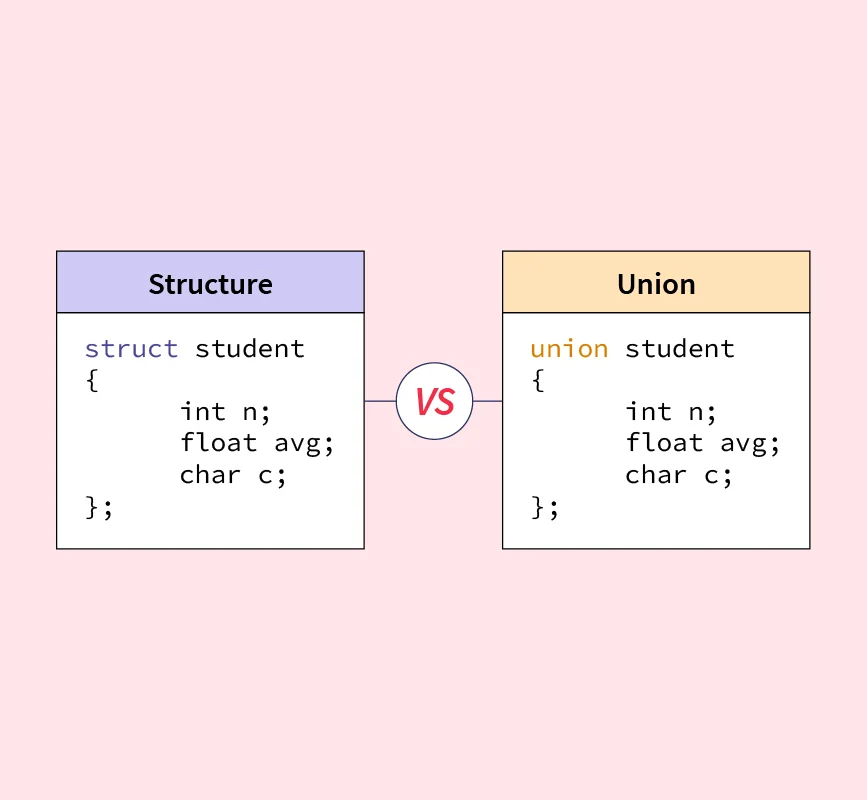 Structure
struct student
{
int n;
float avg;
char c;
};
VS
Union
union student
{
int n;
float avg;
char c;
};